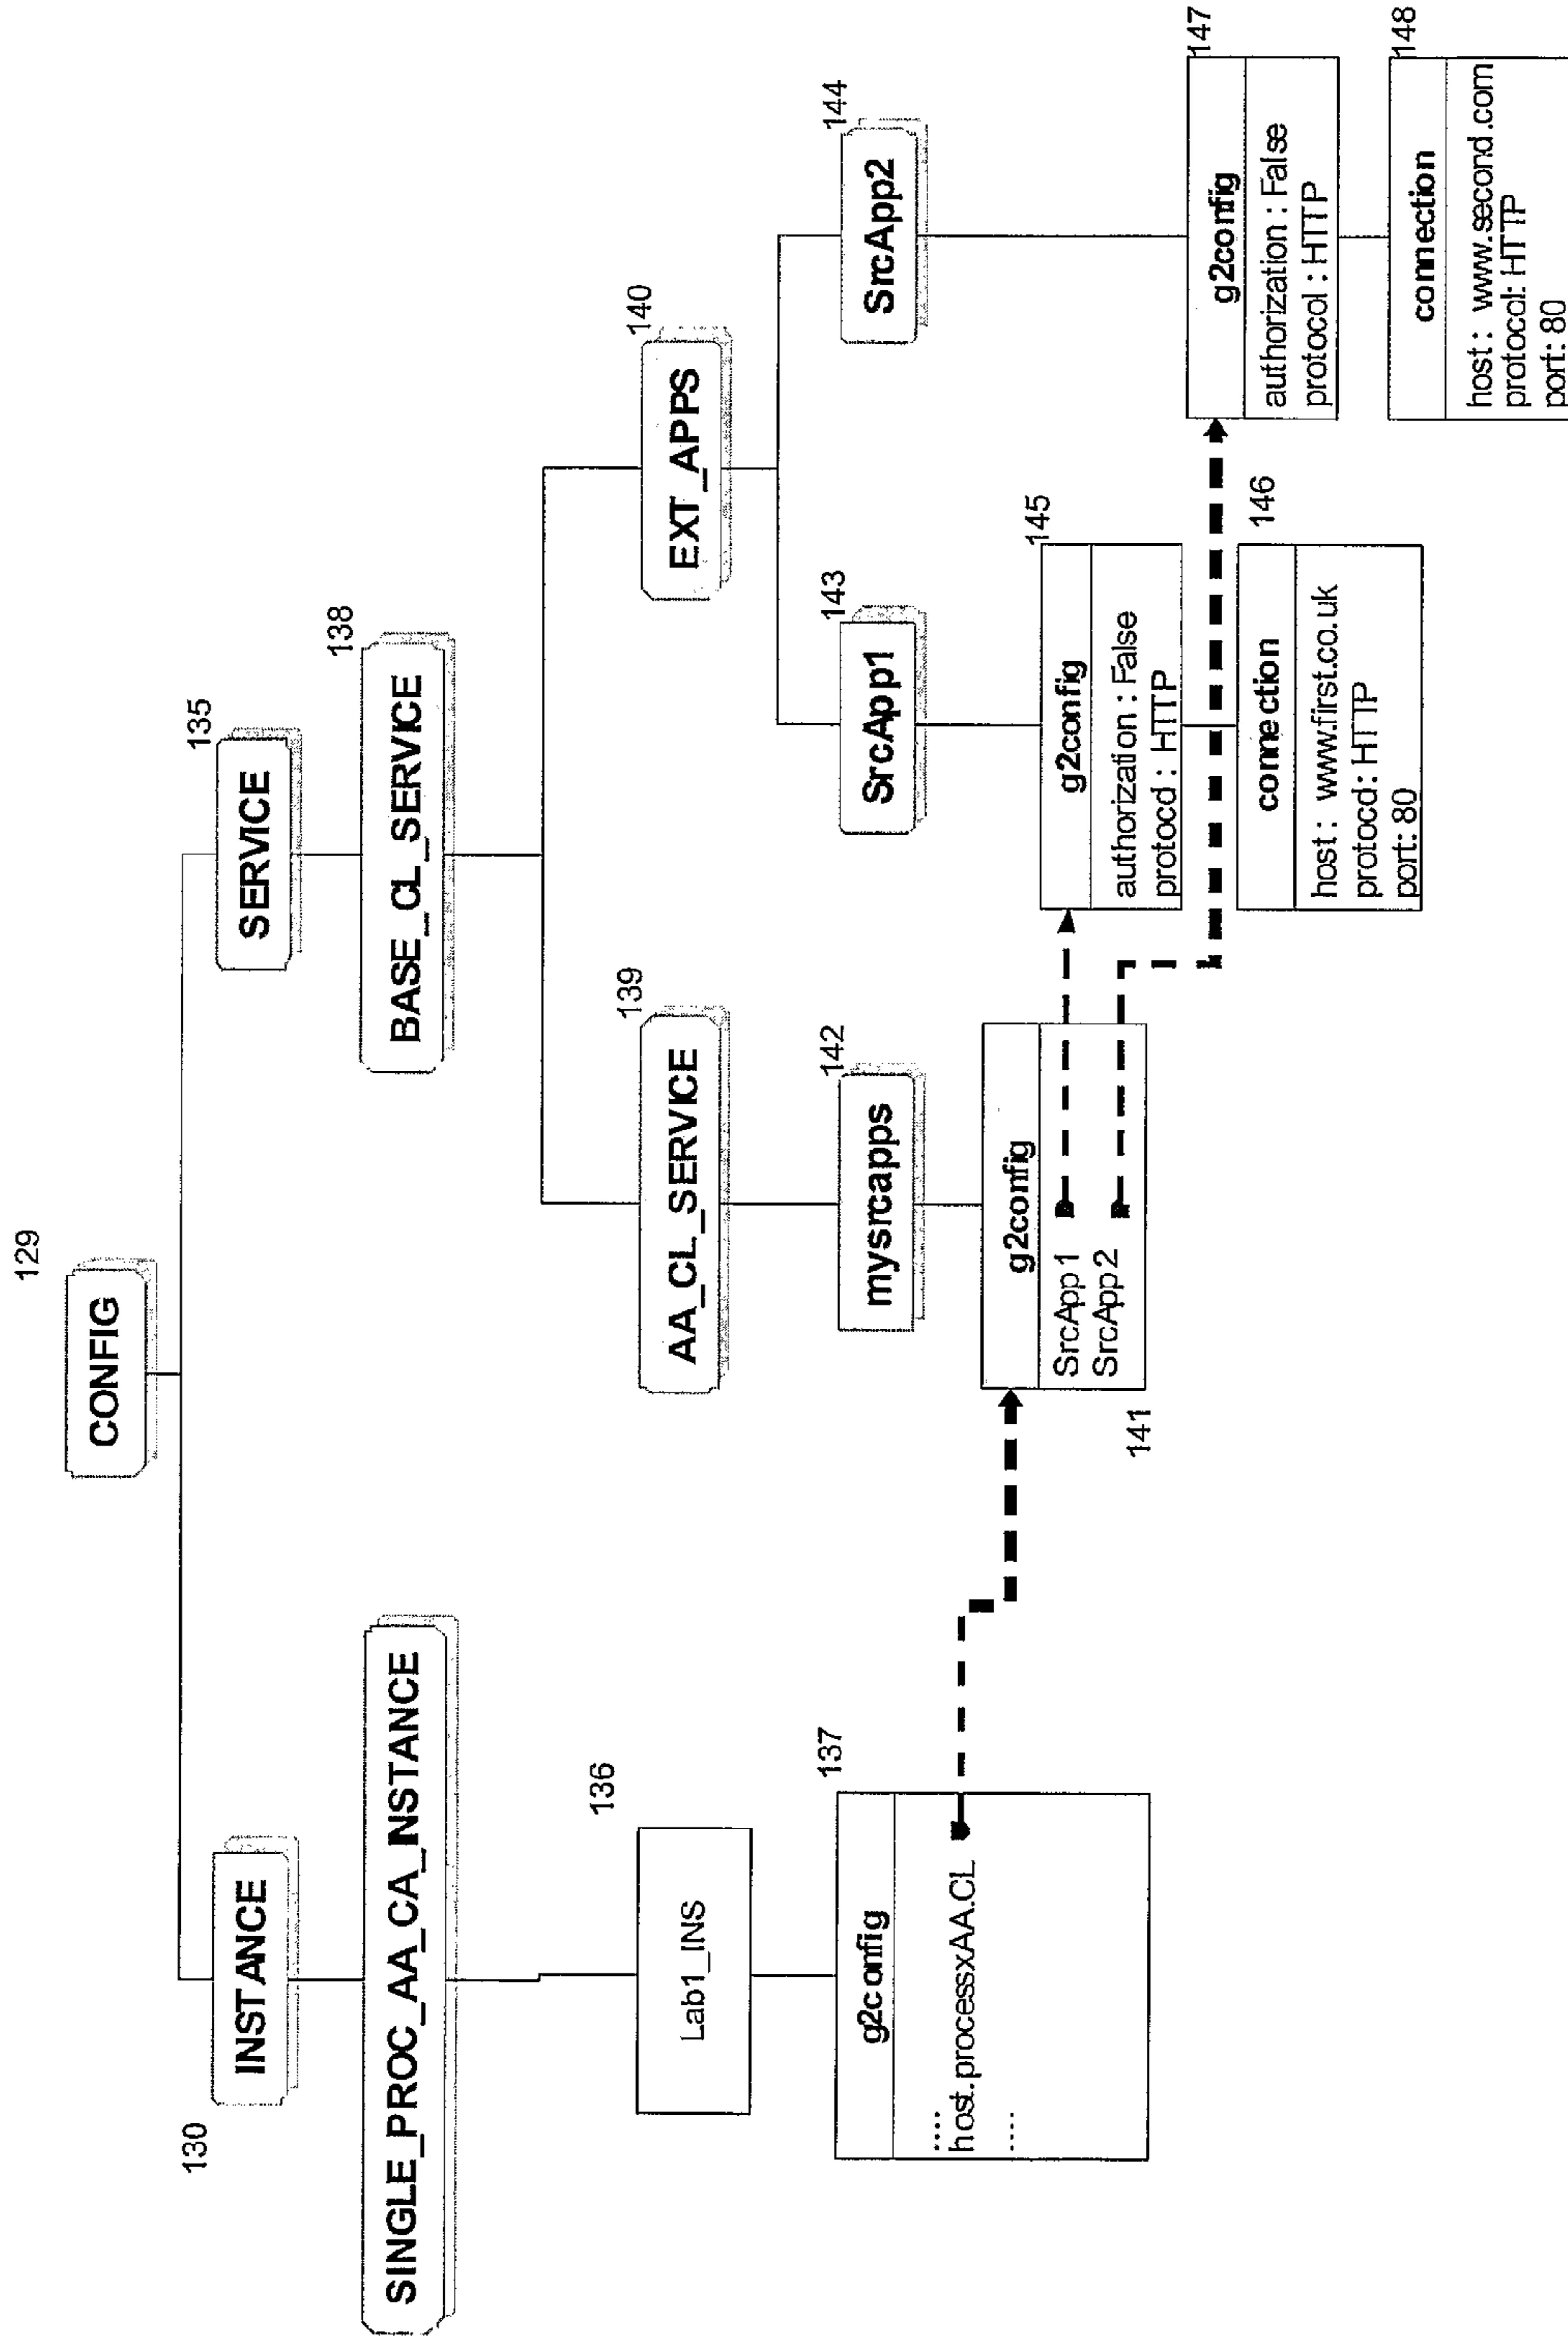 129
CONFIG
130
INSTANCE
135
SERVICE
SINGLE_PROC_AA_CA_INSTANCE
138
BASE_CL_SERVICE
136
Lab1_INS
139
AA_CL_SERVICE
140
EXT_APPS
137
g2config
....
host.processxAA.CL
....
142
mysrcapps
143
SrcApp1
144
SrcApp2
g2config
SrcApp1
SrcApp2
141
145
g2config
authorization : False
protocol : HTTP
146
connection
host : www.first.co.uk
protocol : HTTP
port : 80
147
g2config
authorization : False
protocol : HTTP
148
connection
host : www.second.com
protocol: HTTP
port : 80